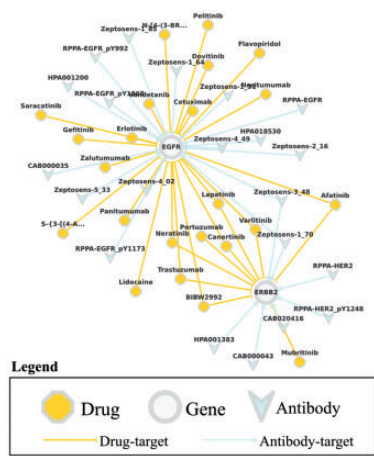 Zeptosens-1_85
N-[4-(3-BR...
Pelitinib
RPPA-EGFR_pY992
Flavopiridol
Zeptosens-1_64
Dovitinib
HPA001200
RPPA-EGFR_pY1068
Vandetanib
Cetuximab
Necitumumab
RPPA-EGFR
Saracatinib
Gefitinib
Erlotinib
EGFR
Zeptosens-4_49
HPA018530
Zeptosens-2_16
Zalutumumab
CAB000035
Zeptosens-5_33
Zeptosens-4_02
Panitumumab
Lapatinib
Zeptosens-3_48
Afatinib
S-{3-[(4-A...
Pertuzumab
Varlitinib
Neratinib
Canertinib
Zeptosens-1_70
RPPA-EGFR_pY1173
Trastuzumab
RPPA-HER2
Lidocaine
BIBW2992
ERBB2
RPPA-HER2_pY1248
CAB020416
HPA001383
CAB000043
Mubritinib
Legend
Drug
Gene
Antibody
Drug-target
Antibody-target